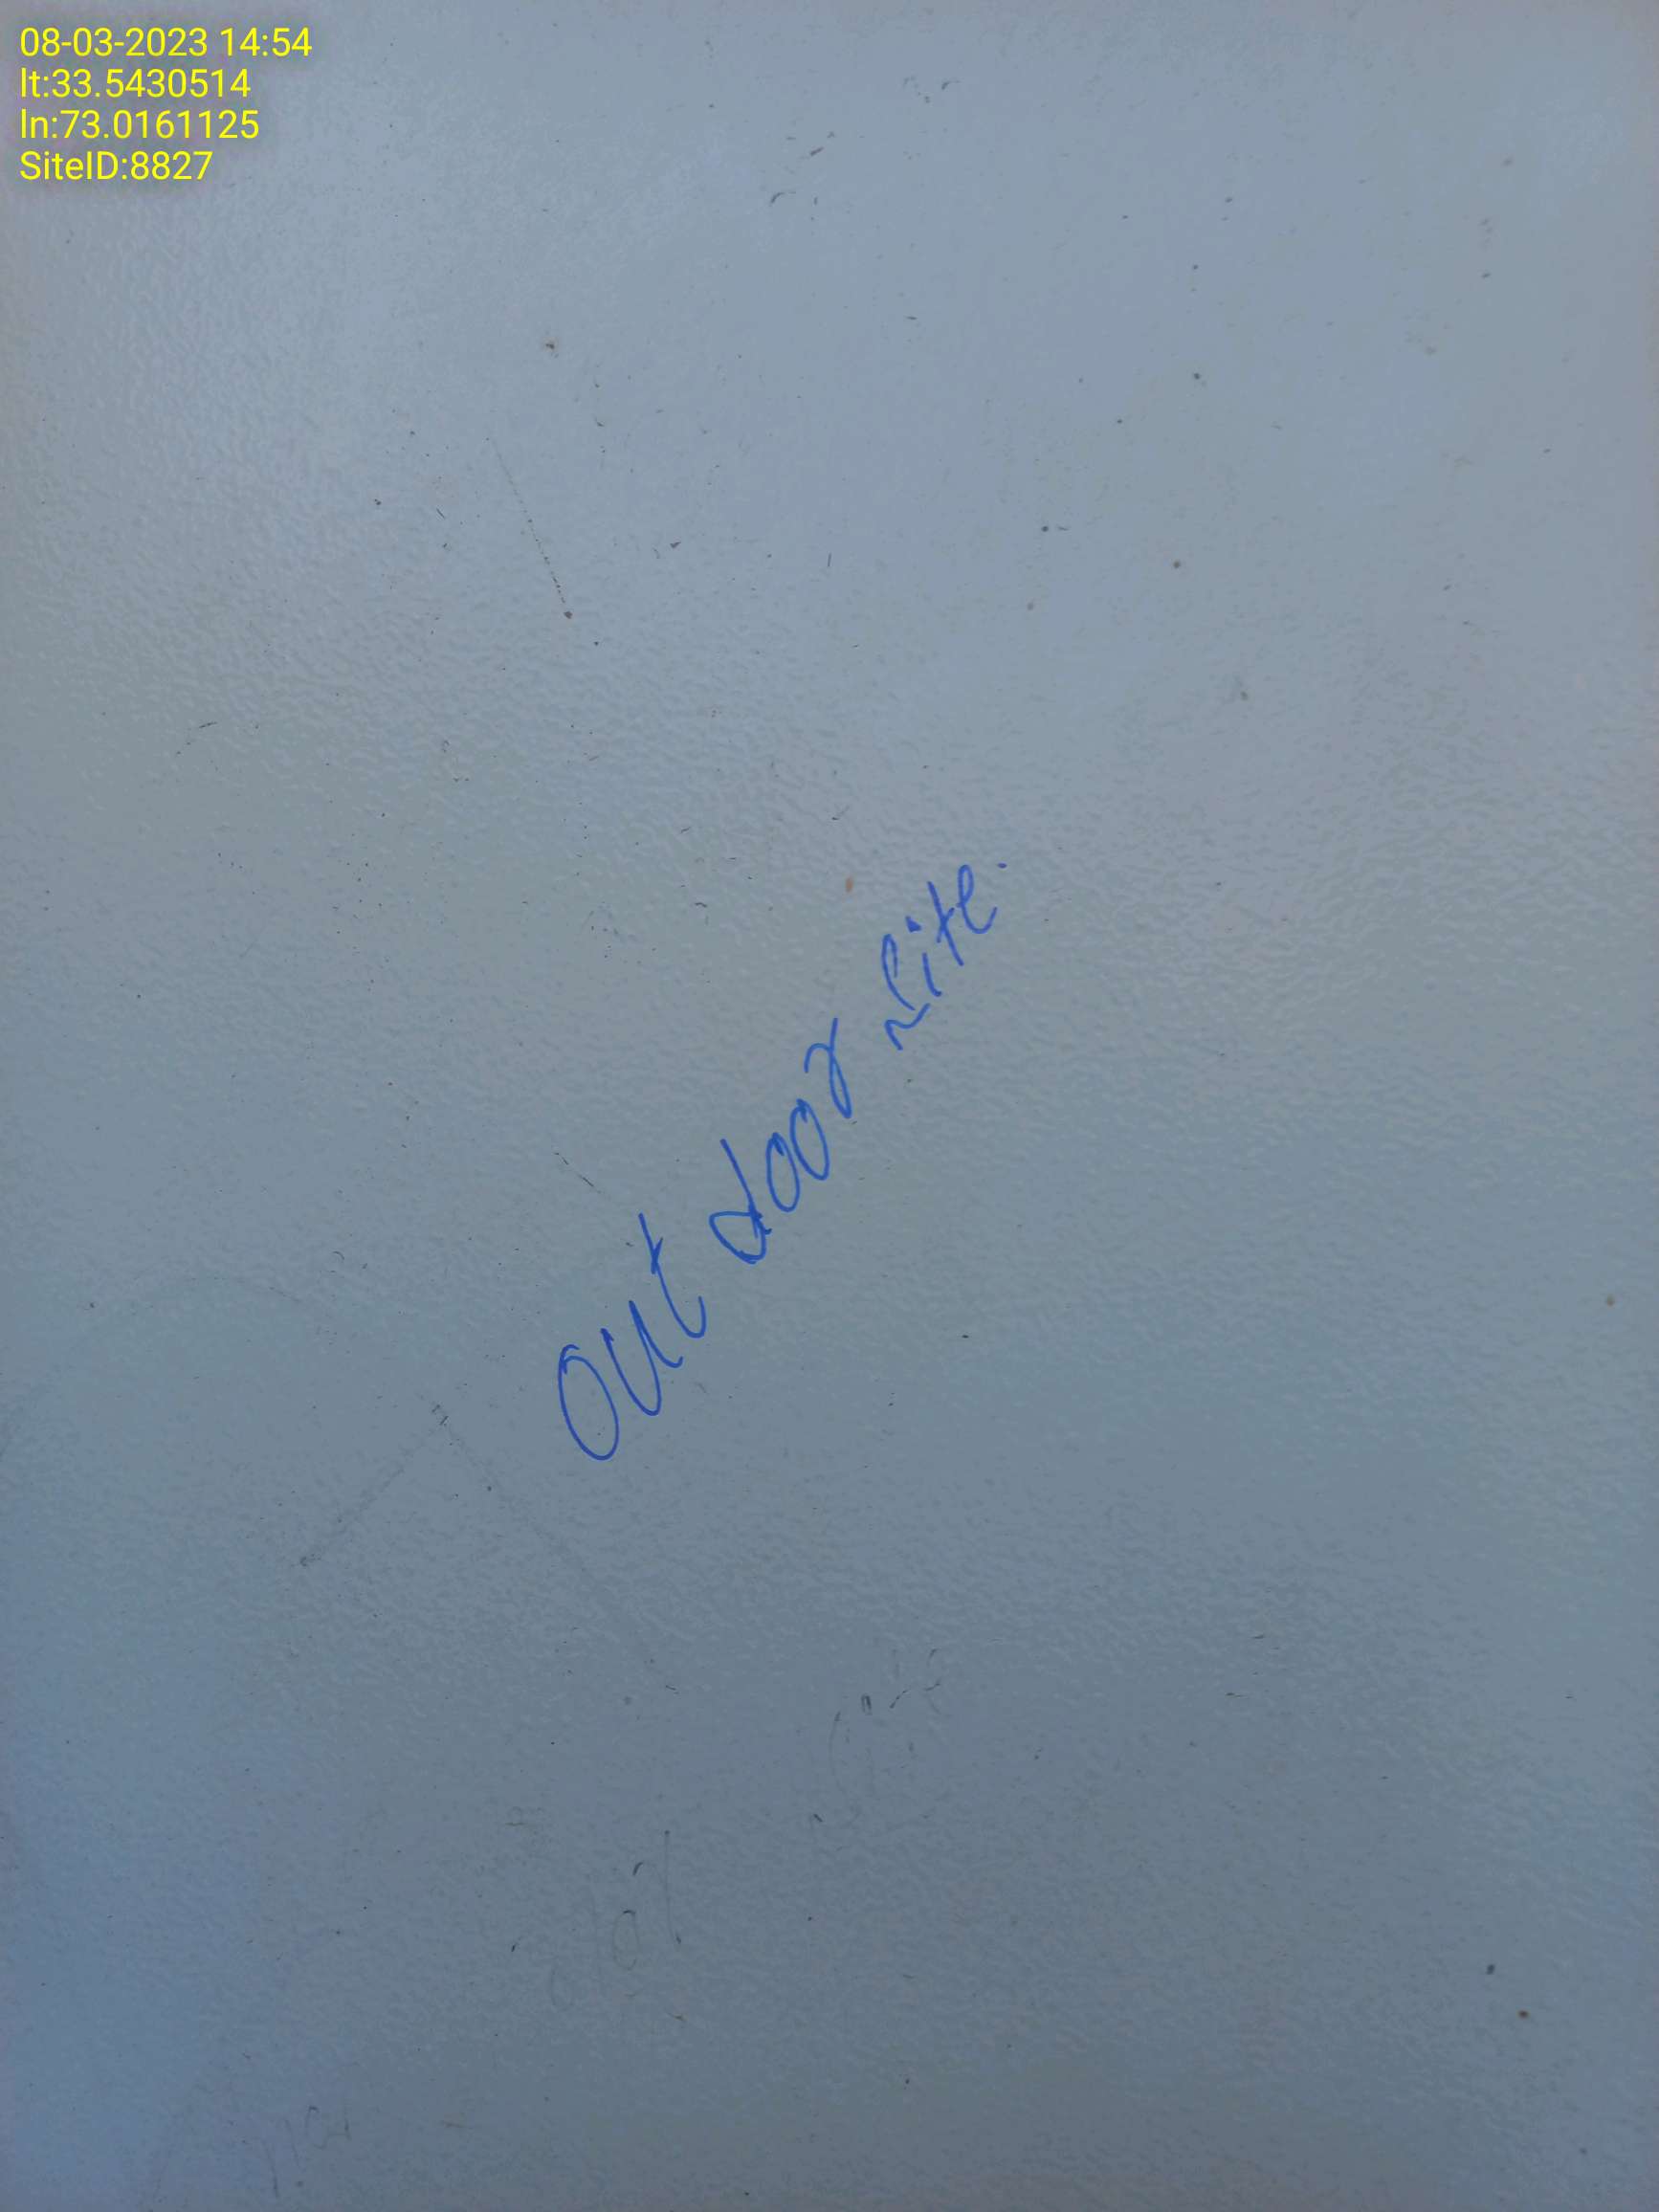 08-03-2023 14:54
lt:33.5430514
ln:73.0161125
SiteID:8827
Out door site.